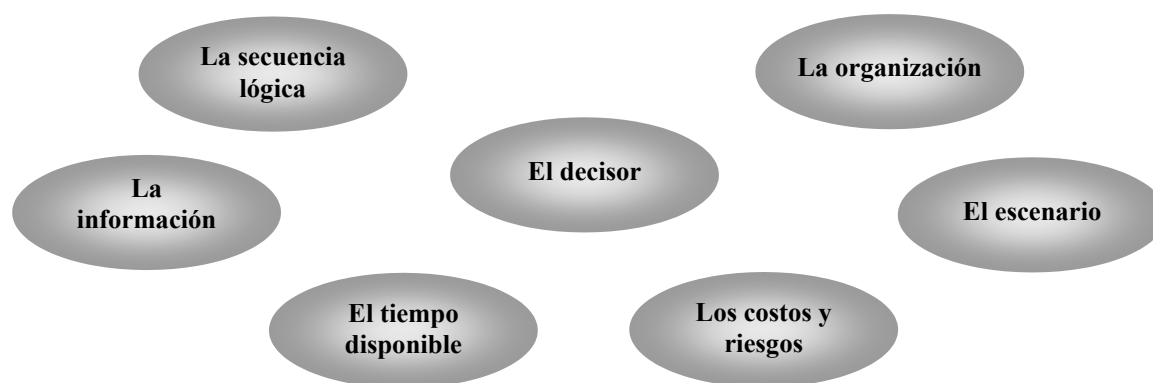 La secuencia
lógica
La organización
El decisor
La
información
El escenario
El tiempo
disponible
Los costos y
riesgos